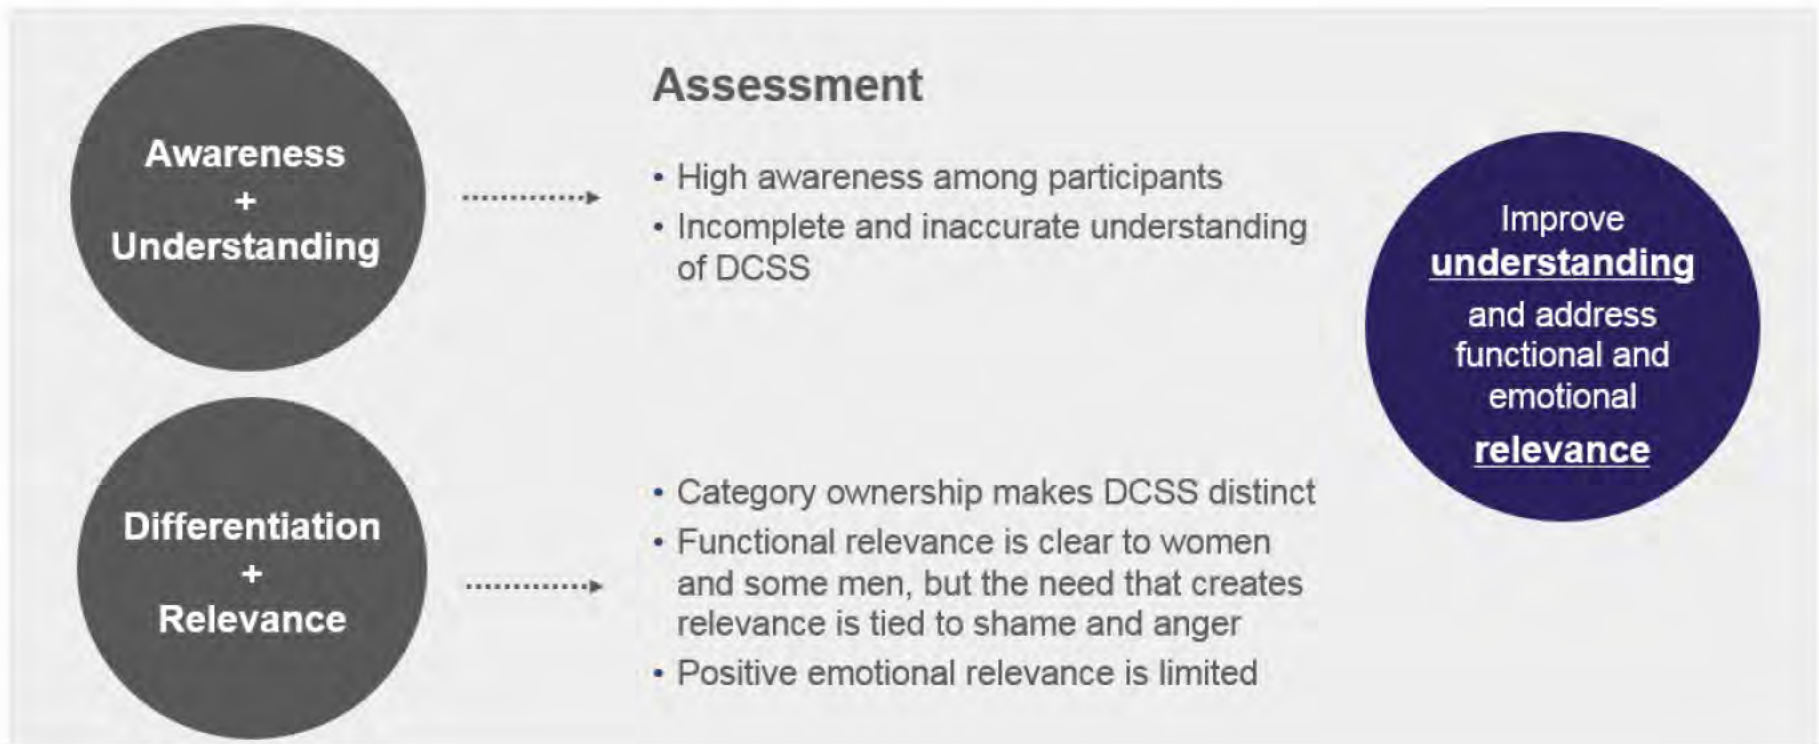 Awareness
+
Understanding
Assessment
• High awareness among participants
• Incomplete and inaccurate understanding
of DCSS
Differentiation
+
Relevance
• Category ownership makes DCSS distinct
• Functional relevance is clear to women
and some men, but the need that creates
relevance is tied to shame and anger
• Positive emotional relevance is limited
Improve
understanding
and address
functional and
emotional
relevance